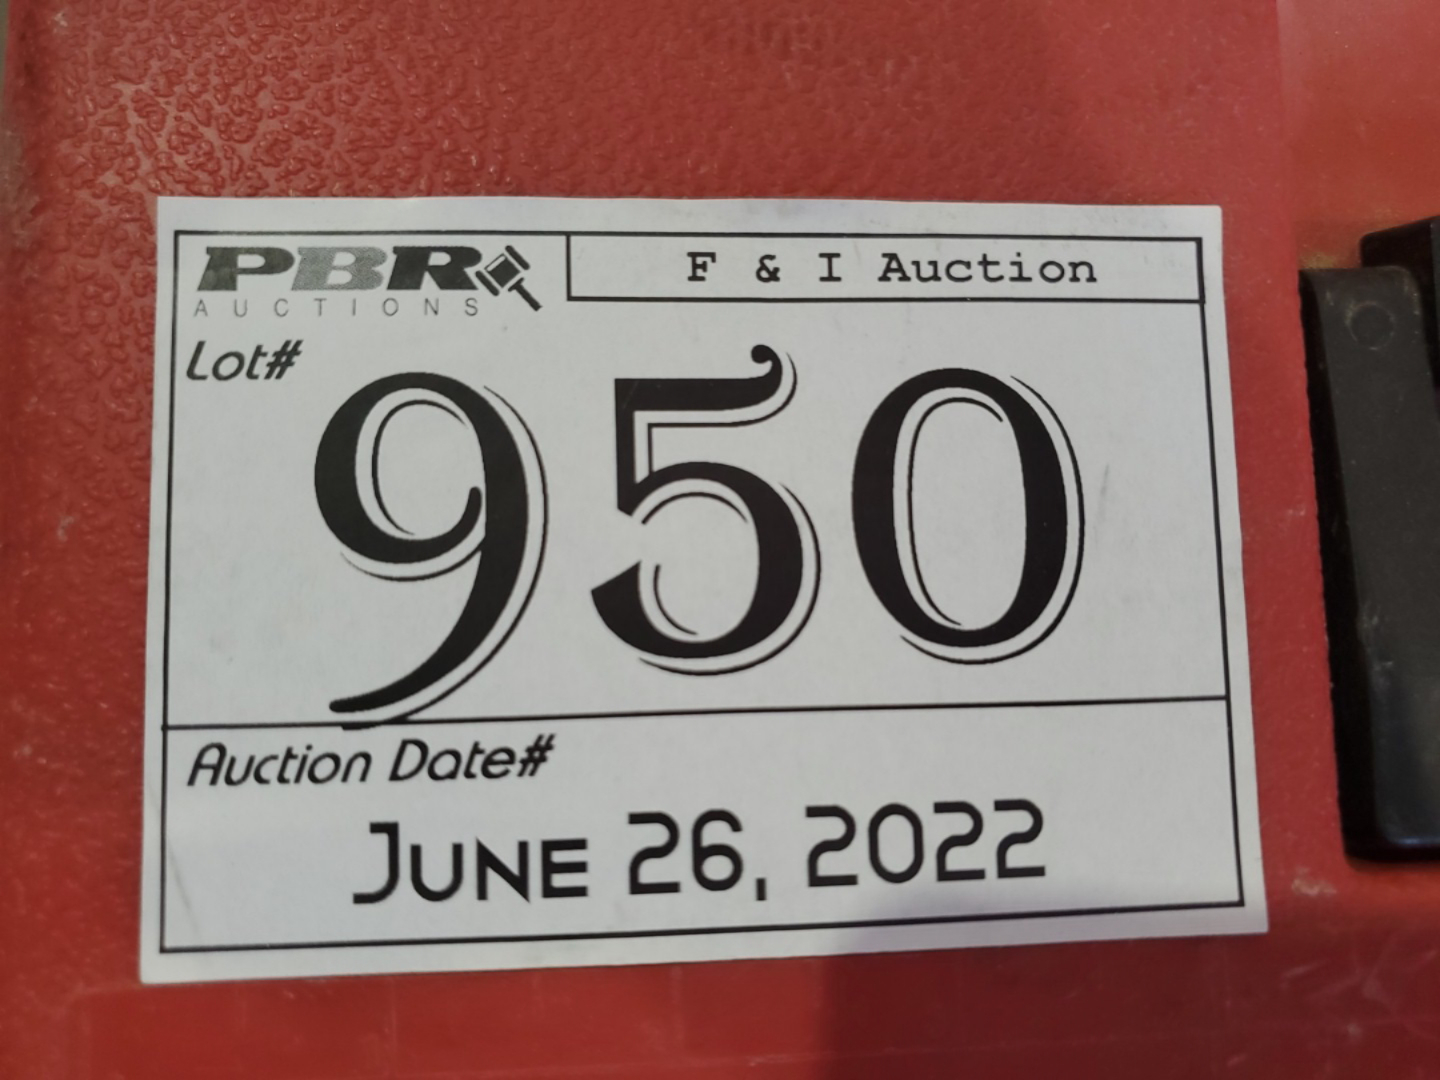 PBR
AUCTIONS
F & I Auction
Lot#
950
Auction Date#
June 26, 2022